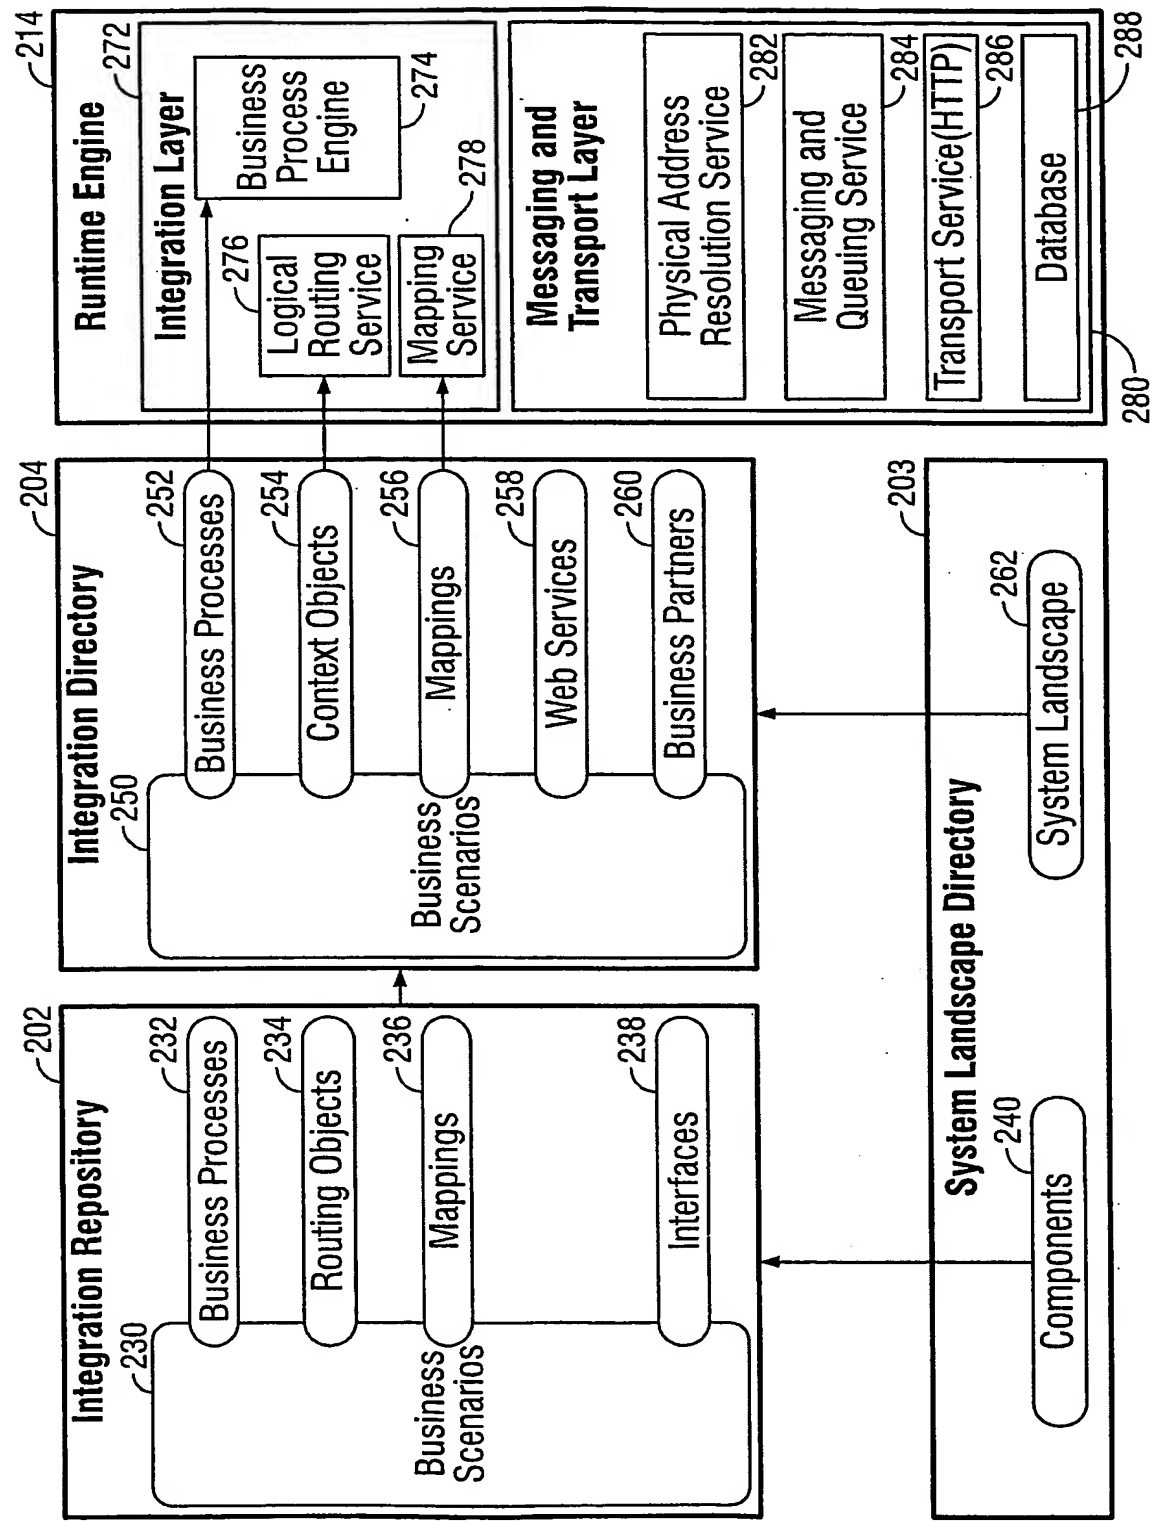 Integration Repository
202
230
Business
Scenarios
Business Processes
232
Routing Objects
234
Mappings
236
Interfaces
238
Integration Directory
204
250
Business
Scenarios
Business Processes
252
Context Objects
254
Mappings
256
Web Services
258
Business Partners
260
Runtime Engine
214
Integration Layer
272
Business
Process
Engine
274
Logical
Routing
Service
276
Mapping
Service
278
Messaging and
Transport Layer
280
Physical Address
Resolution Service
282
Messaging and
Queuing Service
284
Transport Service(HTTP)
286
Database
288
System Landscape Directory
203
Components
240
System Landscape
262